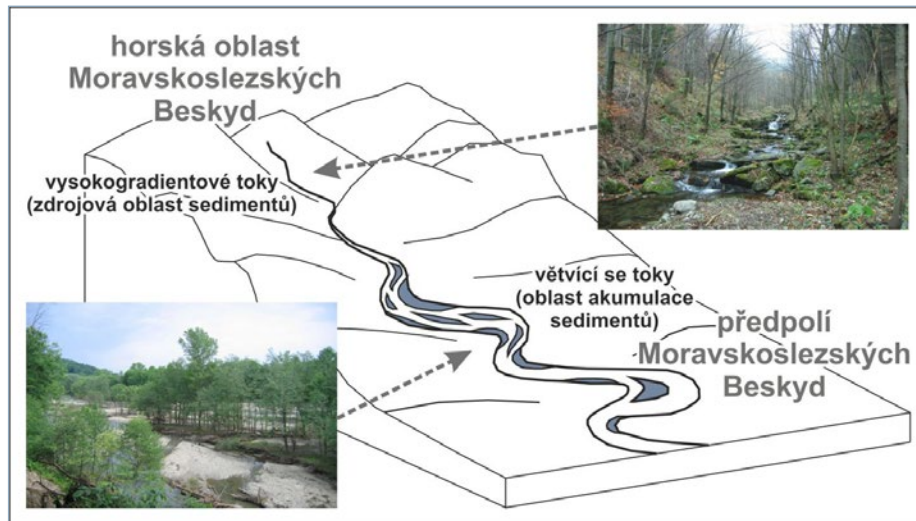 horská oblast
Moravskoslezských
Beskyd
vysokogradientové toky
(zdrojová oblast sedimentů)
větvící se toky
(oblast akumulace
sedimentů)
předpolí
Moravskoslezských
Beskyd